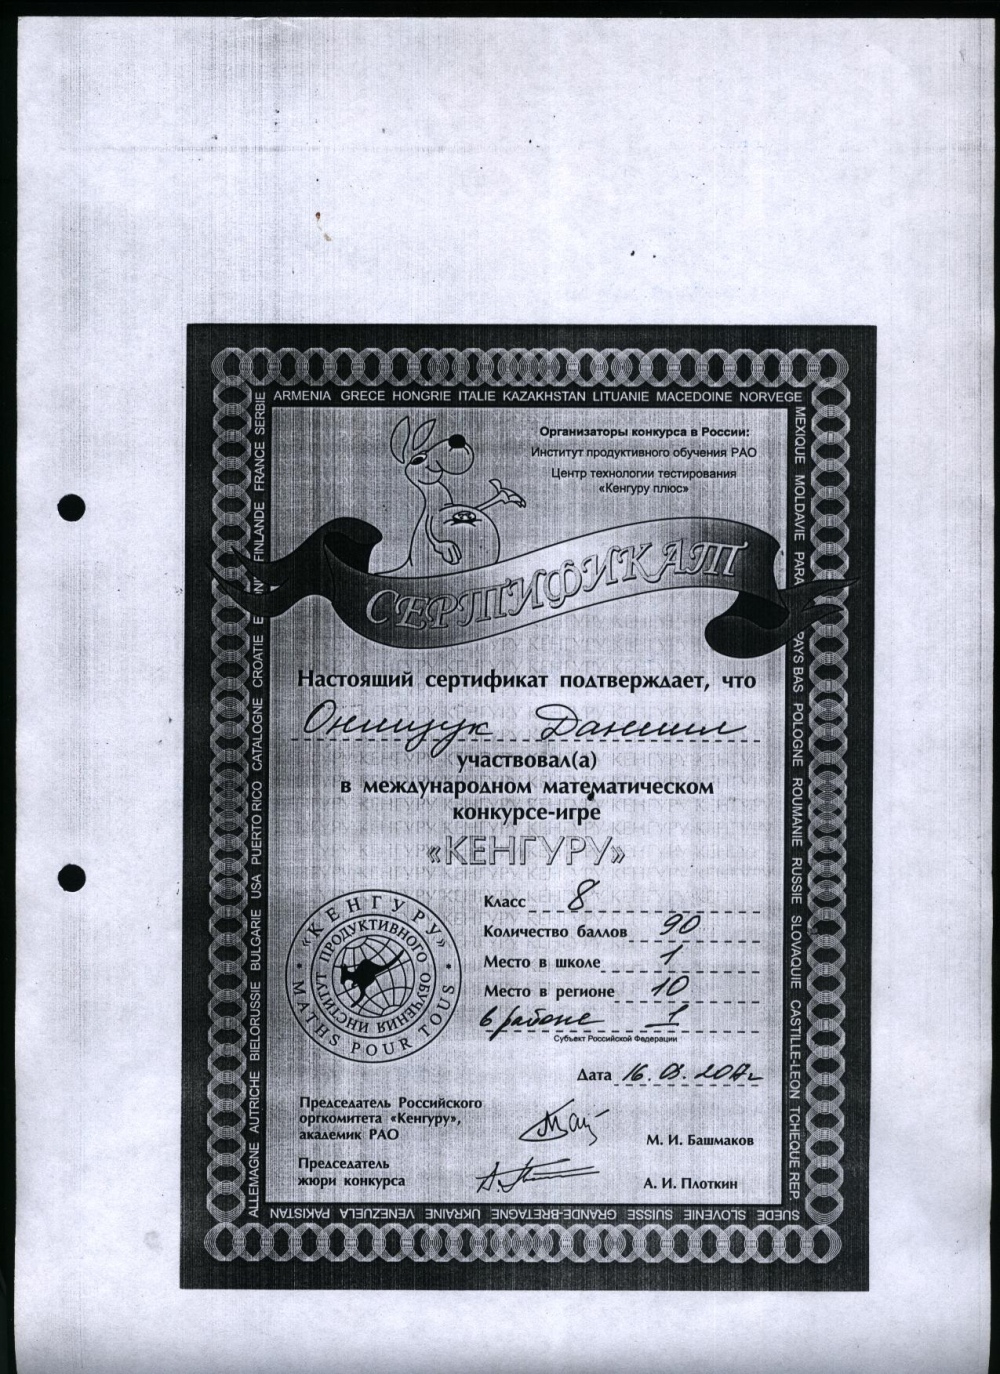 ARMENIA GRECE HONGRIE ITALIE KAZAKHSTAN LITUANIE MACEDOINE NORVEGE
MEXIQUE MOLDAVIE PARA
PAYS BAS POLOGNE ROUMANIE RUSSIE SLOVAQUIE CASTILLE-LEON TCHEQUE REP.
SUEDE SLOVENIE SUISSE GRANDE-BRETAGNE UKRAINE VENEZUELA PAKISTAN
ALLEMAGNE AUTRICHE BIELORUSSIE BULGARIE USA PUERTO RICO CATALOGNE CROATIE
FINLANDE FRANCE SERBIE
Организаторы конкурса в России:
Институт продуктивного обучения РАО
Центр технологии тестирования
«Кенгуру плюс»
СЕРТИФИКАТ
Настоящий сертификат подтверждает, что
Онищук Даниил
участвовал(а)
в международном математическом
конкурсе-игре
«КЕНГУРУ»
Класс 8
Количество баллов 90
Место в школе 1
Место в регионе 10
в районе 1
Субъект Российской Федерации
Дата 16. 03.
«КЕНГУРУ»
MATHS POUR TOUS
ИНСТИТУТ ПРОДУКТИВНОГО ОБУЧЕНИЯ
Председатель Российского
оргкомитета «Кенгуру»,
академик РАО
М. И. Башмаков
Председатель
жюри конкурса
А. И. Плоткин